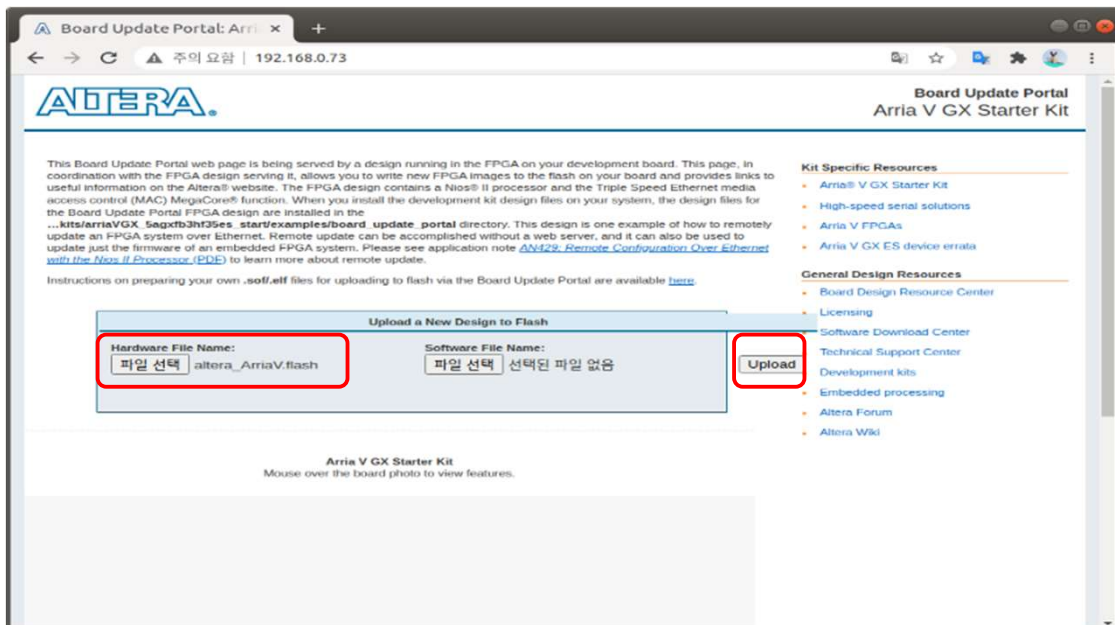 Board Update Portal: Arri
주의 요함 | 192.168.0.73
ALTERA.
Board Update Portal
Arria V GX Starter Kit
This Board Update Portal web page is being served by a design running in the FPGA on your development board. This page, in
coordination with the FPGA design serving it, allows you to write new FPGA images to the flash on your board and provides links to
useful information on the Altera® website. The FPGA design contains a Nios® II processor and the Triple Speed Ethernet media
access control (MAC) MegaCore® function. When you install the development kit design files on your system, the design files for
the Board Update Portal FPGA design are installed in the
...kits/arriaVGX_5agxfb3hf35es_start/examples/board_update_portal directory. This design is one example of how to remotely
update an FPGA system over Ethernet. Remote update can be accomplished without a web server, and it can also be used to
update just the firmware of an embedded FPGA system. Please see application note AN429: Remote Configuration Over Ethernet
with the Nios II Processor (PDF) to learn more about remote update.
Instructions on preparing your own .sof/.elf files for uploading to flash via the Board Update Portal are available here.
Upload a New Design to Flash
Hardware File Name:
파일 선택 altera_ArriaV.flash
Software File Name:
파일 선택 선택된 파일 없음
Upload
Arria V GX Starter Kit
Mouse over the board photo to view features.
Kit Specific Resources
Arria® V GX Starter Kit
High-speed serial solutions
Arria V FPGAs
Arria V GX ES device errata
General Design Resources
Board Design Resource Center
Licensing
Software Download Center
Technical Support Center
Development kits
Embedded processing
Altera Forum
Altera Wiki